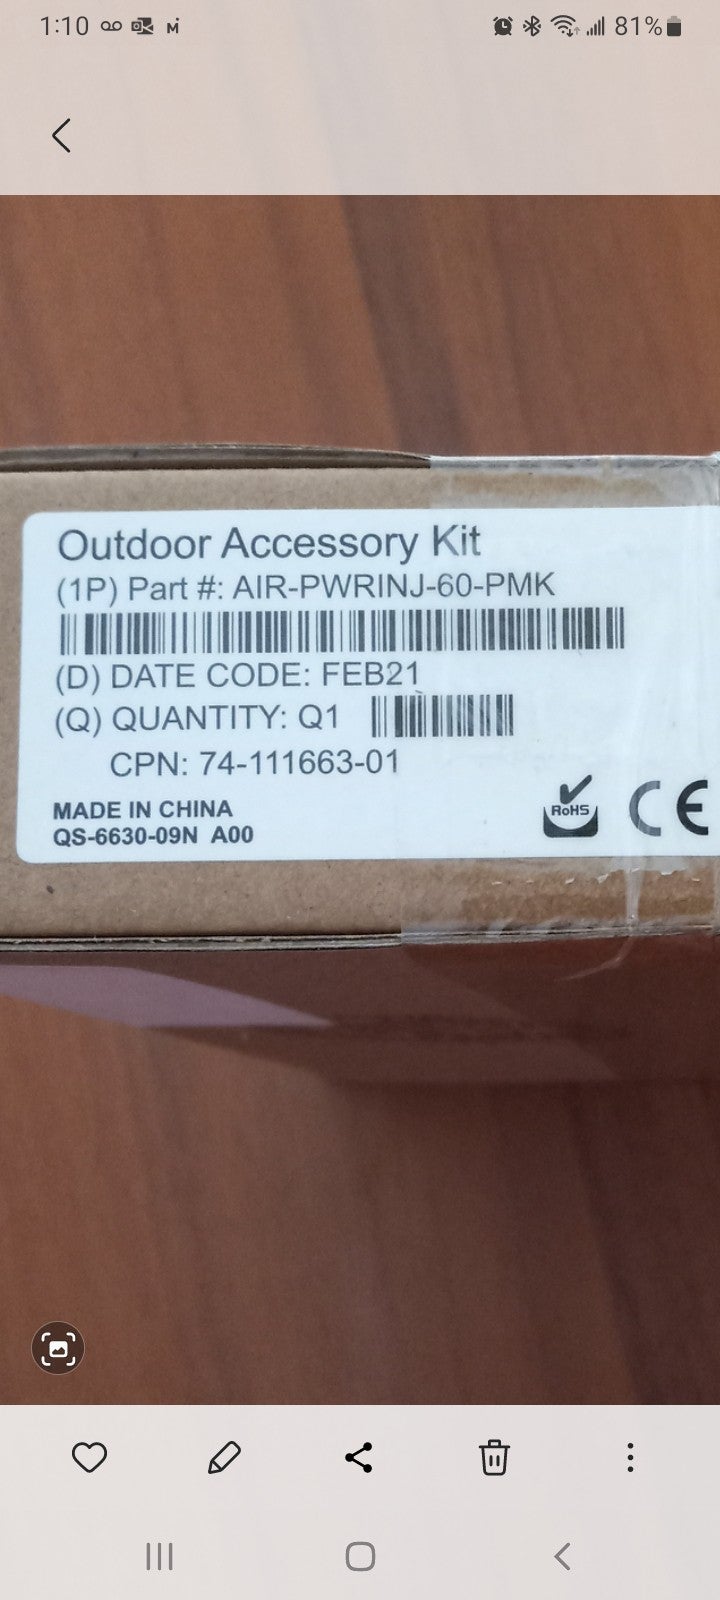 1:10
81%
Outdoor Accessory Kit
(1P) Part #: AIR-PWRINJ-60-PMK
(D) DATE CODE: FEB21
(Q) QUANTITY: Q1
CPN: 74-111663-01
MADE IN CHINA
QS-6630-09N A00
RoHS
CE